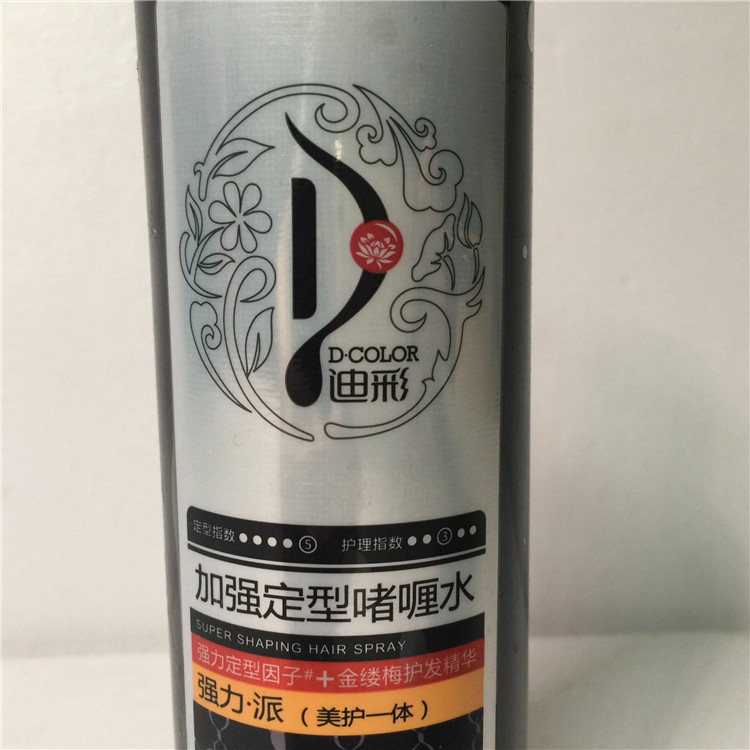 D·COLOR
迪彩
定型指数●●●●⑤ 护理指数●●③●●
加强定型啫喱水
SUPER SHAPING HAIR SPRAY
强力定型因子#+金缕梅护发精华
强力·派（美护一体）